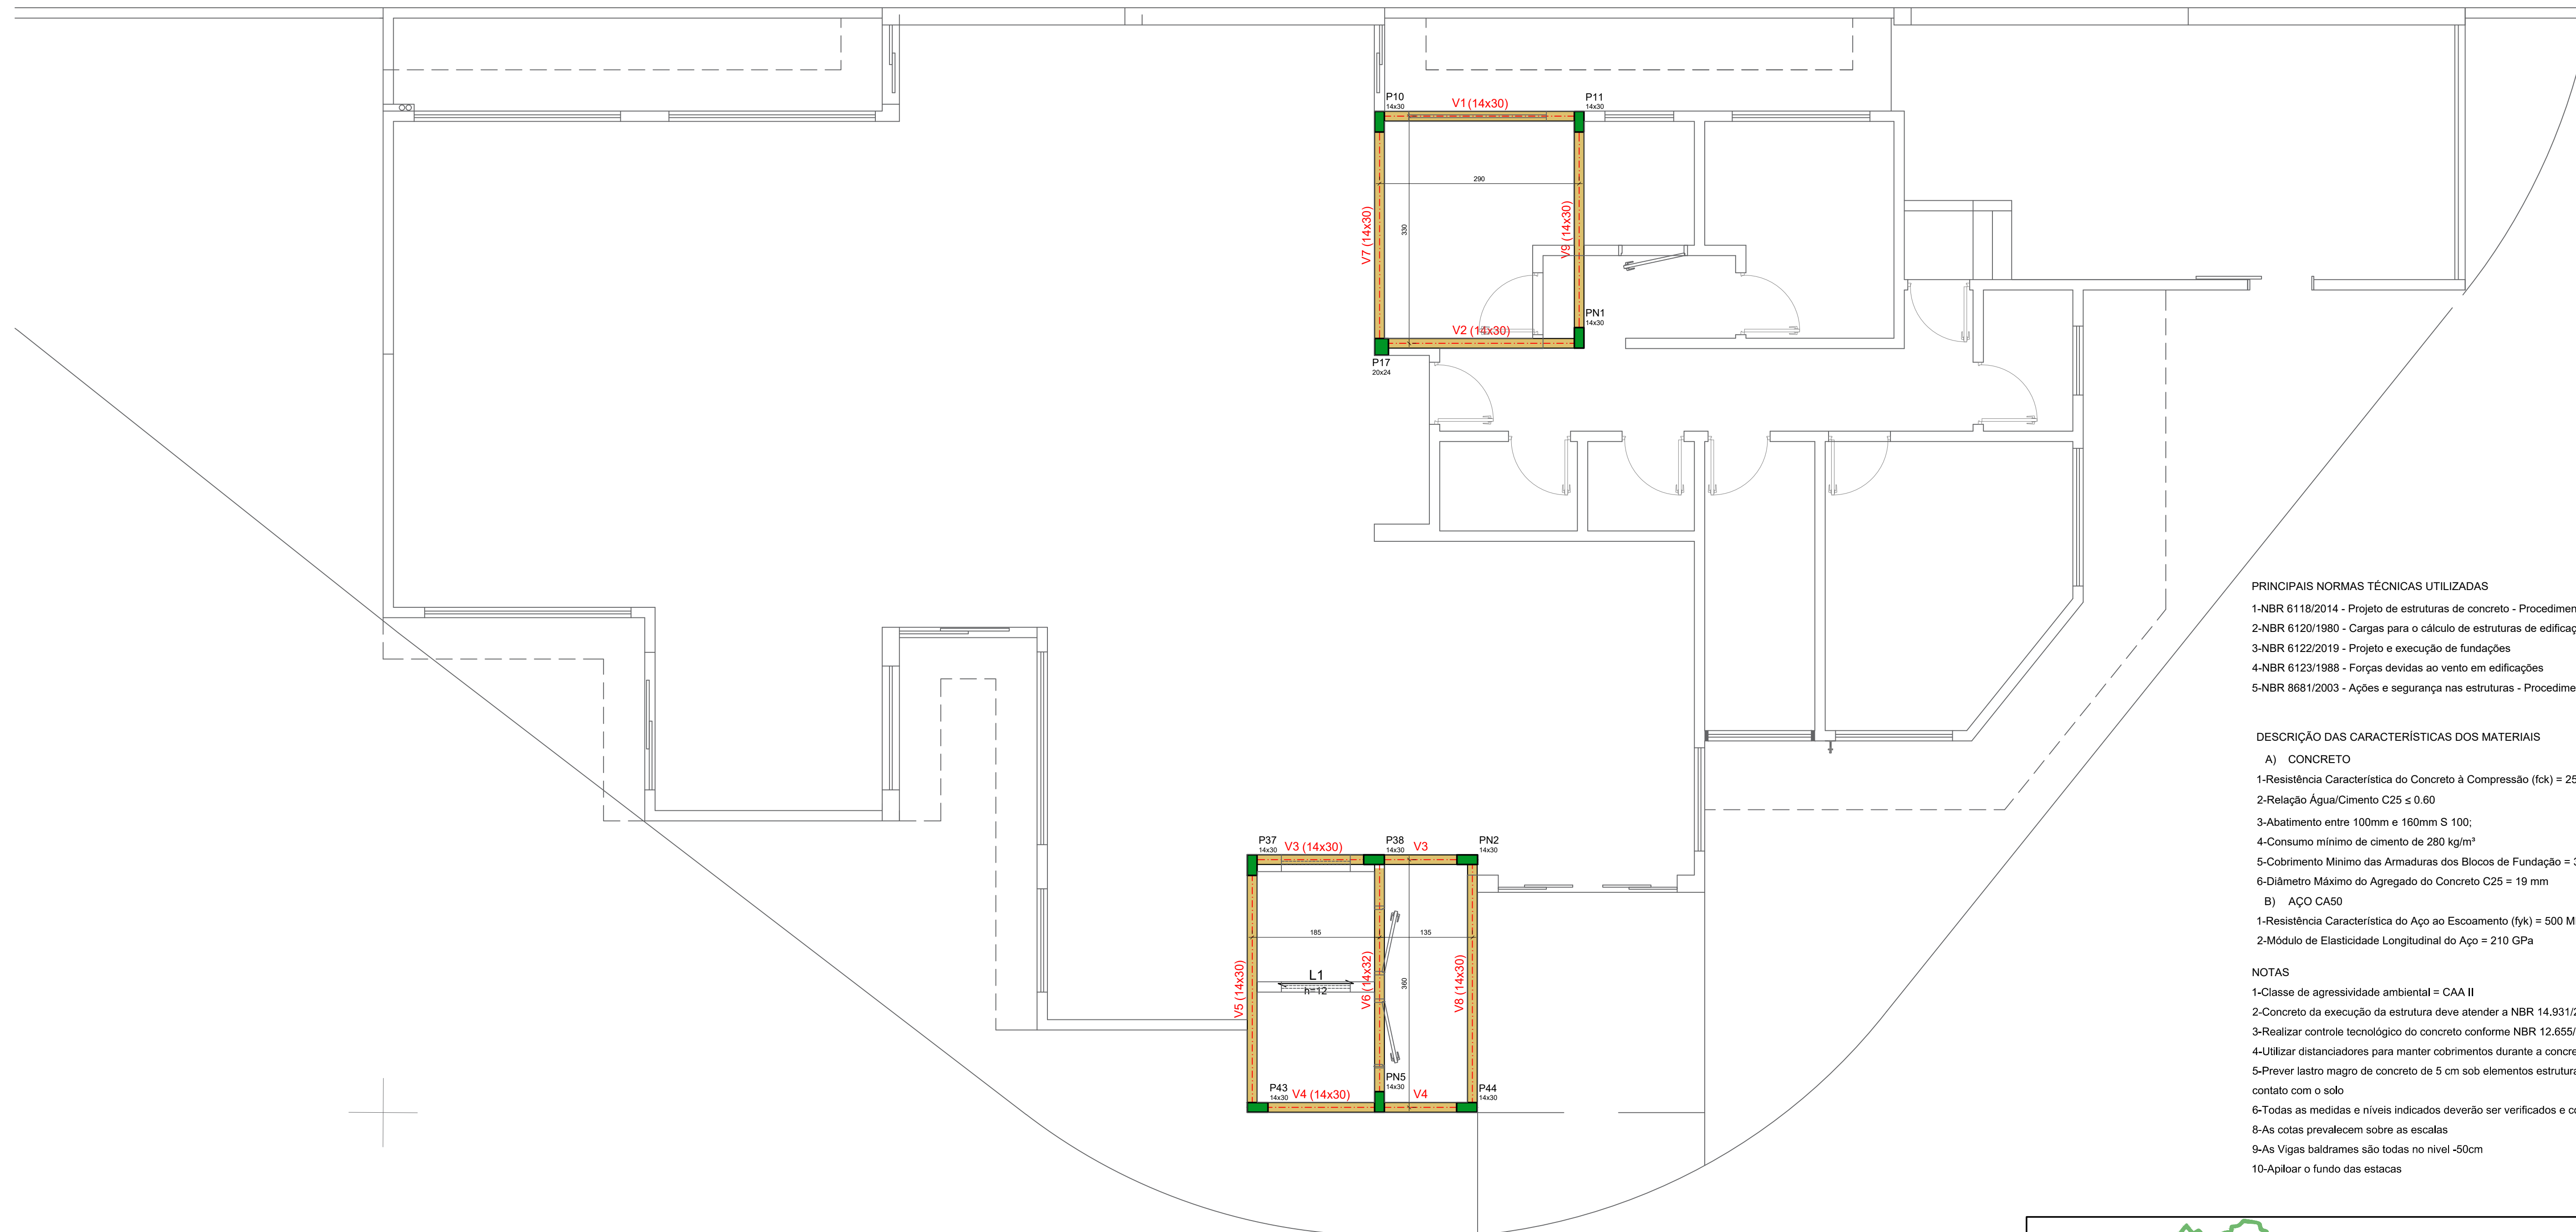 P10
14x30
V1 (14x30)
P11
14x30
290
330
V7 (14x30)
V9 (14x30)
PN1
14x30
V2 (14x30)
P17
20x24
PRINCIPAIS NORMAS TÉCNICAS UTILIZADAS
1-NBR 6118/2014 - Projeto de estruturas de concreto -
2-NBR 6120/1980 - Cargas para o cálculo de estruturas de
3-NBR 6122/2019 - Projeto e execução de fundações
4-NBR 6123/1988 - Forças devidas ao vento em edificações
5-NBR 8681/2003 - Ações e segurança nas estruturas -
DESCRIÇÃO DAS CARACTERÍSTICAS DOS MATERIAIS
A) CONCRETO
1-Resistência Característica do Concreto à Compressão (fck) = 25
2-Relação Água/Cimento C25 ≤ 0.60
3-Abatimento entre 100mm e 160mm S 100;
4-Consumo mínimo de cimento de 280 kg/m³
5-Cobrimento Minimo das Armaduras dos Blocos de Fundação =
6-Diâmetro Máximo do Agregado do Concreto C25 = 19 mm
B) AÇO CA50
1-Resistência Característica do Aço ao Escoamento (fyk) = 500 M
2-Módulo de Elasticidade Longitudinal do Aço = 210 GPa
NOTAS
1-Classe de agressividade ambiental = CAA II
2-Concreto da execução da estrutura deve atender a NBR 14.931/
3-Realizar controle tecnológico do concreto conforme NBR 12.655/
4-Utilizar distanciadores para manter cobrimentos durante a
5-Prever lastro magro de concreto de 5 cm sob elementos
contato com o solo
6-Todas as medidas e níveis indicados deverão ser verificados e
8-As cotas prevalecem sobre as escalas
9-As Vigas baldrames são todas no nivel -50cm
10-Apiloar o fundo das estacas
P37
14x30
V3 (14x30)
P38
14x30
V3
PN2
14x30
185
135
360
L1
h=12
V5 (14x30)
V6 (14x32)
V8 (14x30)
P43
14x30
V4 (14x30)
PN5
14x30
V4
P44
14x30